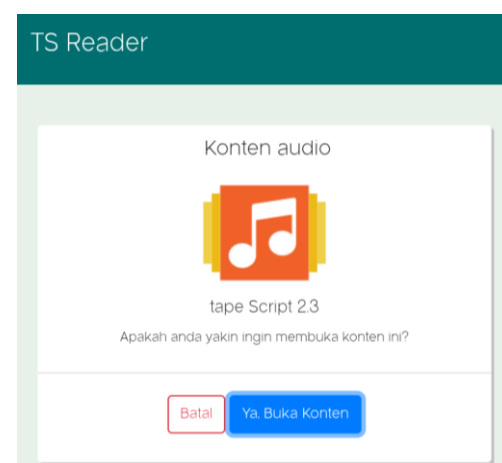 TS Reader
Konten audio
tape Script 2.3
Apakah anda yakin ingin membuka konten ini?
Batal
Ya, Buka Konten